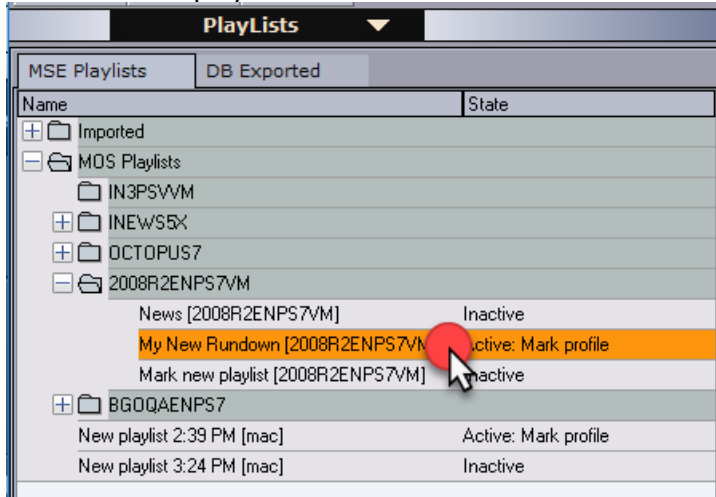 PlayLists
MSE Playlists DB Exported
Name State
Imported
MOS Playlists
IN3PSVVM
INEWS5X
OCTOPUS7
2008R2ENPS7VM
News [2008R2ENPS7VM] Inactive
My New Rundown [2008R2ENPS7VM Active: Mark profile
Mark new playlist [2008R2ENPS7VM] Inactive
BGOQAENPS7
New playlist 2:39 PM [mac] Active: Mark profile
New playlist 3:24 PM [mac] Inactive